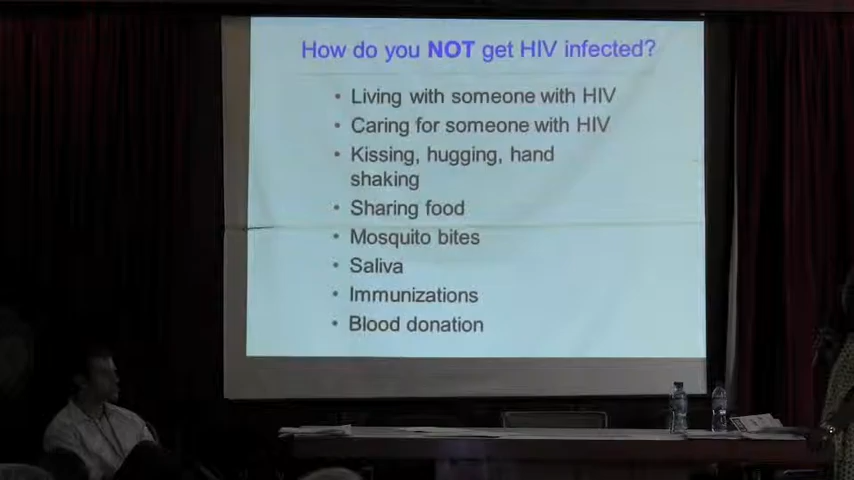 How do you NOT get HIV infected?
• Living with someone with HIV
• Caring for someone with HIV
• Kissing, hugging, hand
shaking
• Sharing food
• Mosquito bites
• Saliva
• Immunizations
• Blood donation